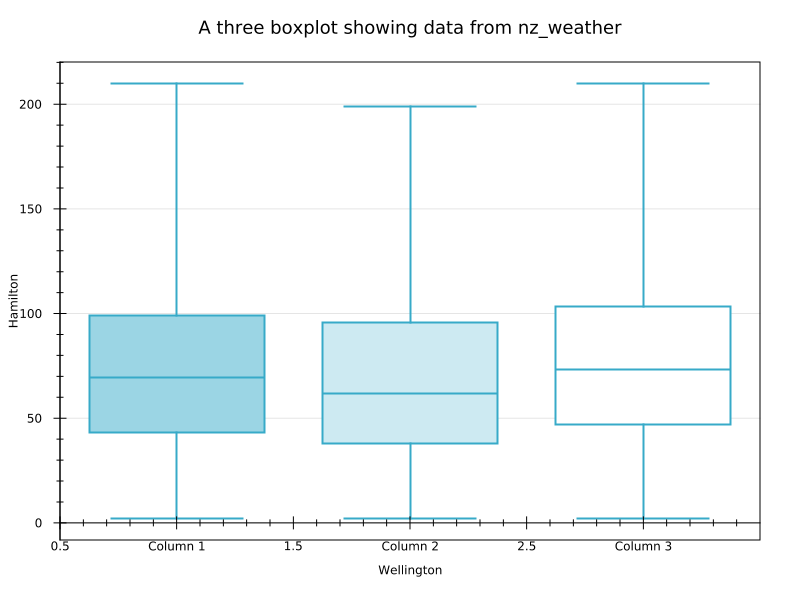 A three boxplot showing data from nz_weather
200
150
100
50
0
Hamilton
0.5 Column 1 1.5 Column 2 2.5 Column 3
Wellington